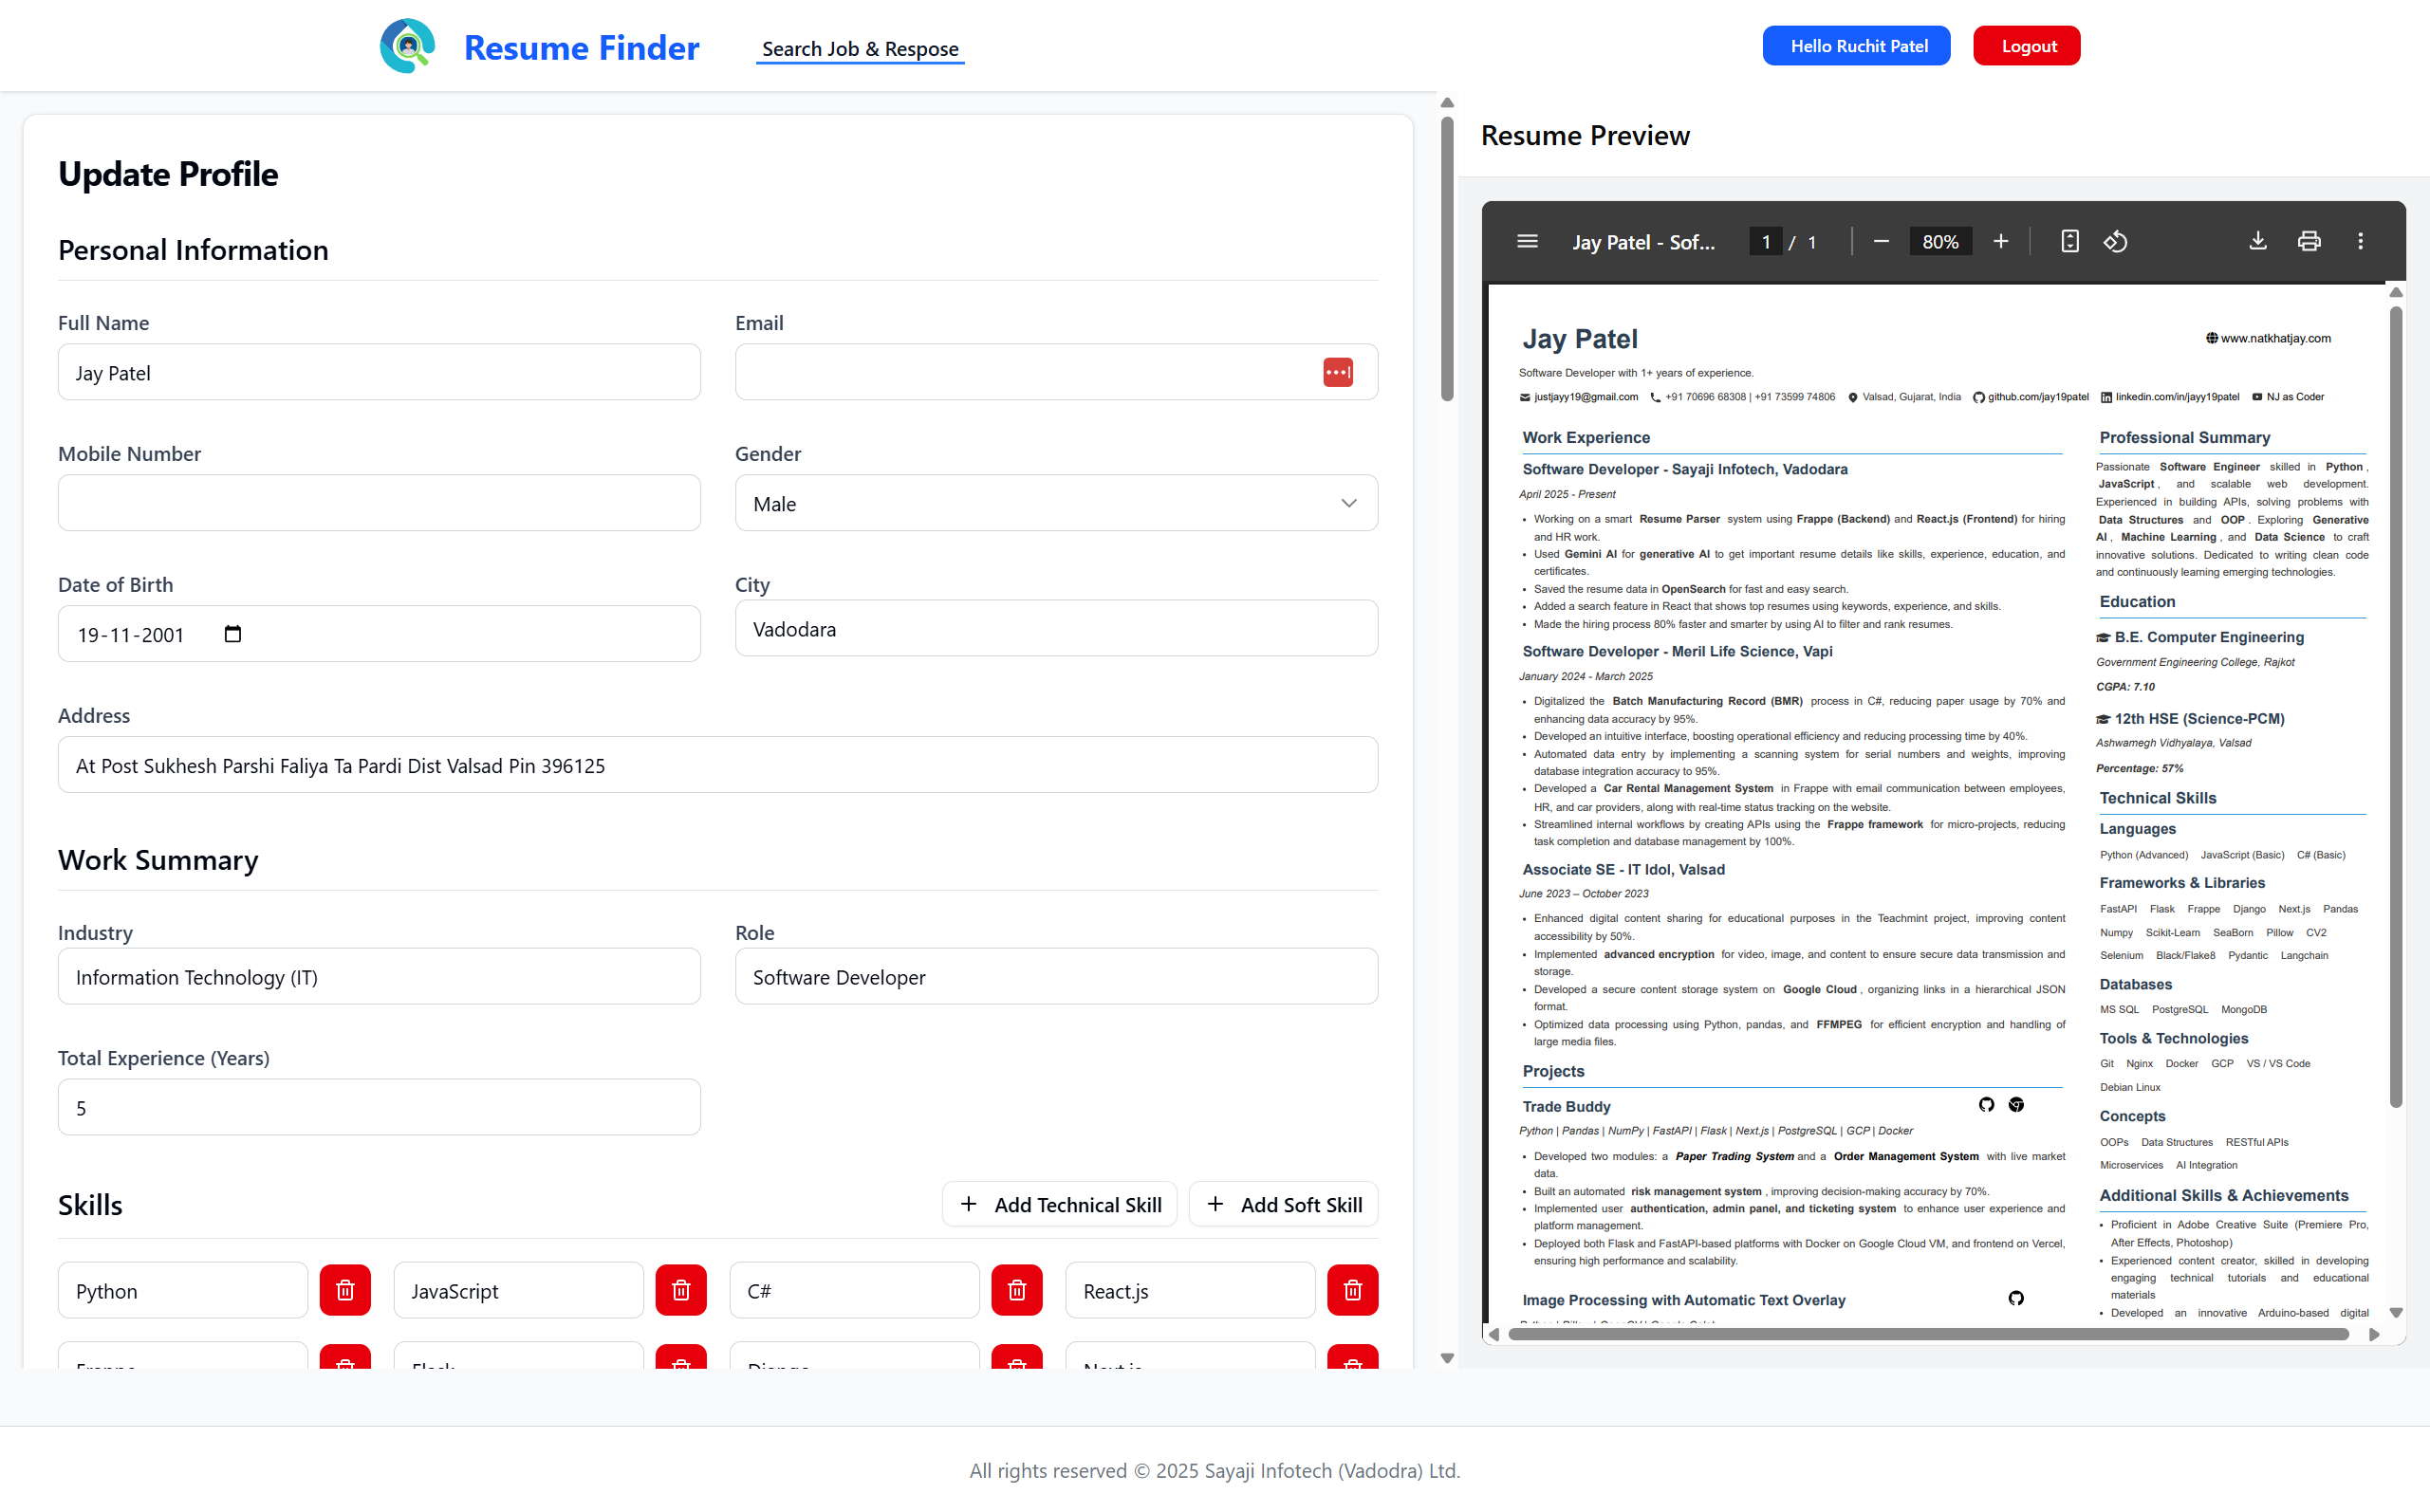 Resume Finder
Search Job & Respose
Hello Ruchit Patel
Logout
Update Profile
Personal Information
Full Name
Email
Jay Patel
Mobile Number
Gender
Male
Date of Birth
City
19-11-2001
Vadodara
Address
At Post Sukhesh Parshi Faliya Ta Pardi Dist Valsad Pin 396125
Work Summary
Industry
Role
Information Technology (IT)
Software Developer
Total Experience (Years)
5
Skills
Add Technical Skill
Add Soft Skill
Python
JavaScript
C#
React.js
Resume Preview
Jay Patel - Sof...
1 / 1
80%
Jay Patel
www.natkhatjay.com
Software Developer with 1+ years of experience.
justjayy19@gmail.com +91 70696 68308 | +91 73599 74806 Valsad, Gujarat, India github.com/jay19patel linkedin.com/in/jayy19patel NJ as Coder
Work Experience
Software Developer - Sayaji Infotech, Vadodara
April 2025 - Present
• Working on a smart Resume Parser system using Frappe (Backend) and React.js (Frontend) for hiring
and HR work.
• Used Gemini AI for generative AI to get important resume details like skills, experience, education, and
certificates.
• Saved the resume data in OpenSearch for fast and easy search.
• Added a search feature in React that shows top resumes using keywords, experience, and skills.
• Made the hiring process 80% faster and smarter by using AI to filter and rank resumes.
Software Developer - Meril Life Science, Vapi
January 2024 - March 2025
• Digitalized the Batch Manufacturing Record (BMR) process in C#, reducing paper usage by 70% and
enhancing data accuracy by 95%.
• Developed an intuitive interface, boosting operational efficiency and reducing processing time by 40%.
• Automated data entry by implementing a scanning system for serial numbers and weights, improving
database integration accuracy to 95%.
• Developed a Car Rental Management System in Frappe with email communication between employees,
HR, and car providers, along with real-time status tracking on the website.
• Streamlined internal workflows by creating APIs using the Frappe framework for micro-projects, reducing
task completion and database management by 100%.
Associate SE - IT Idol, Valsad
June 2023 – October 2023
• Enhanced digital content sharing for educational purposes in the Teachmint project, improving content
accessibility by 50%.
• Implemented advanced encryption for video, image, and content to ensure secure data transmission and
storage.
• Developed a secure content storage system on Google Cloud , organizing links in a hierarchical JSON
format.
• Optimized data processing using Python, pandas, and FFMPEG for efficient encryption and handling of
large media files.
Projects
Trade Buddy
Python | Pandas | NumPy | FastAPI | Flask | Next.js | PostgreSQL | GCP | Docker
• Developed two modules: a Paper Trading System and a Order Management System with live market
data.
• Built an automated risk management system , improving decision-making accuracy by 70%.
• Implemented user authentication, admin panel, and ticketing system to enhance user experience and
platform management.
• Deployed both Flask and FastAPI-based platforms with Docker on Google Cloud VM, and frontend on Vercel,
ensuring high performance and scalability.
Image Processing with Automatic Text Overlay
Professional Summary
Passionate Software Engineer skilled in Python ,
JavaScript , and scalable web development.
Experienced in building APIs, solving problems with
Data Structures and OOP . Exploring Generative
AI , Machine Learning , and Data Science to craft
innovative solutions. Dedicated to writing clean code
and continuously learning emerging technologies.
Education
B.E. Computer Engineering
Government Engineering College, Rajkot
CGPA: 7.10
12th HSE (Science-PCM)
Ashwamegh Vidhyalaya, Valsad
Percentage: 57%
Technical Skills
Languages
Python (Advanced) JavaScript (Basic) C# (Basic)
Frameworks & Libraries
FastAPI Flask Frappe Django Next.js Pandas
Numpy Scikit-Learn SeaBorn Pillow CV2
Selenium Black/Flake8 Pydantic Langchain
Databases
MS SQL PostgreSQL MongoDB
Tools & Technologies
Git Nginx Docker GCP VS / VS Code
Debian Linux
Concepts
OOPs Data Structures RESTful APIs
Microservices AI Integration
Additional Skills & Achievements
• Proficient in Adobe Creative Suite (Premiere Pro,
After Effects, Photoshop)
• Experienced content creator, skilled in developing
engaging technical tutorials and educational
materials
• Developed an innovative Arduino-based digital
All rights reserved © 2025 Sayaji Infotech (Vadodra) Ltd.